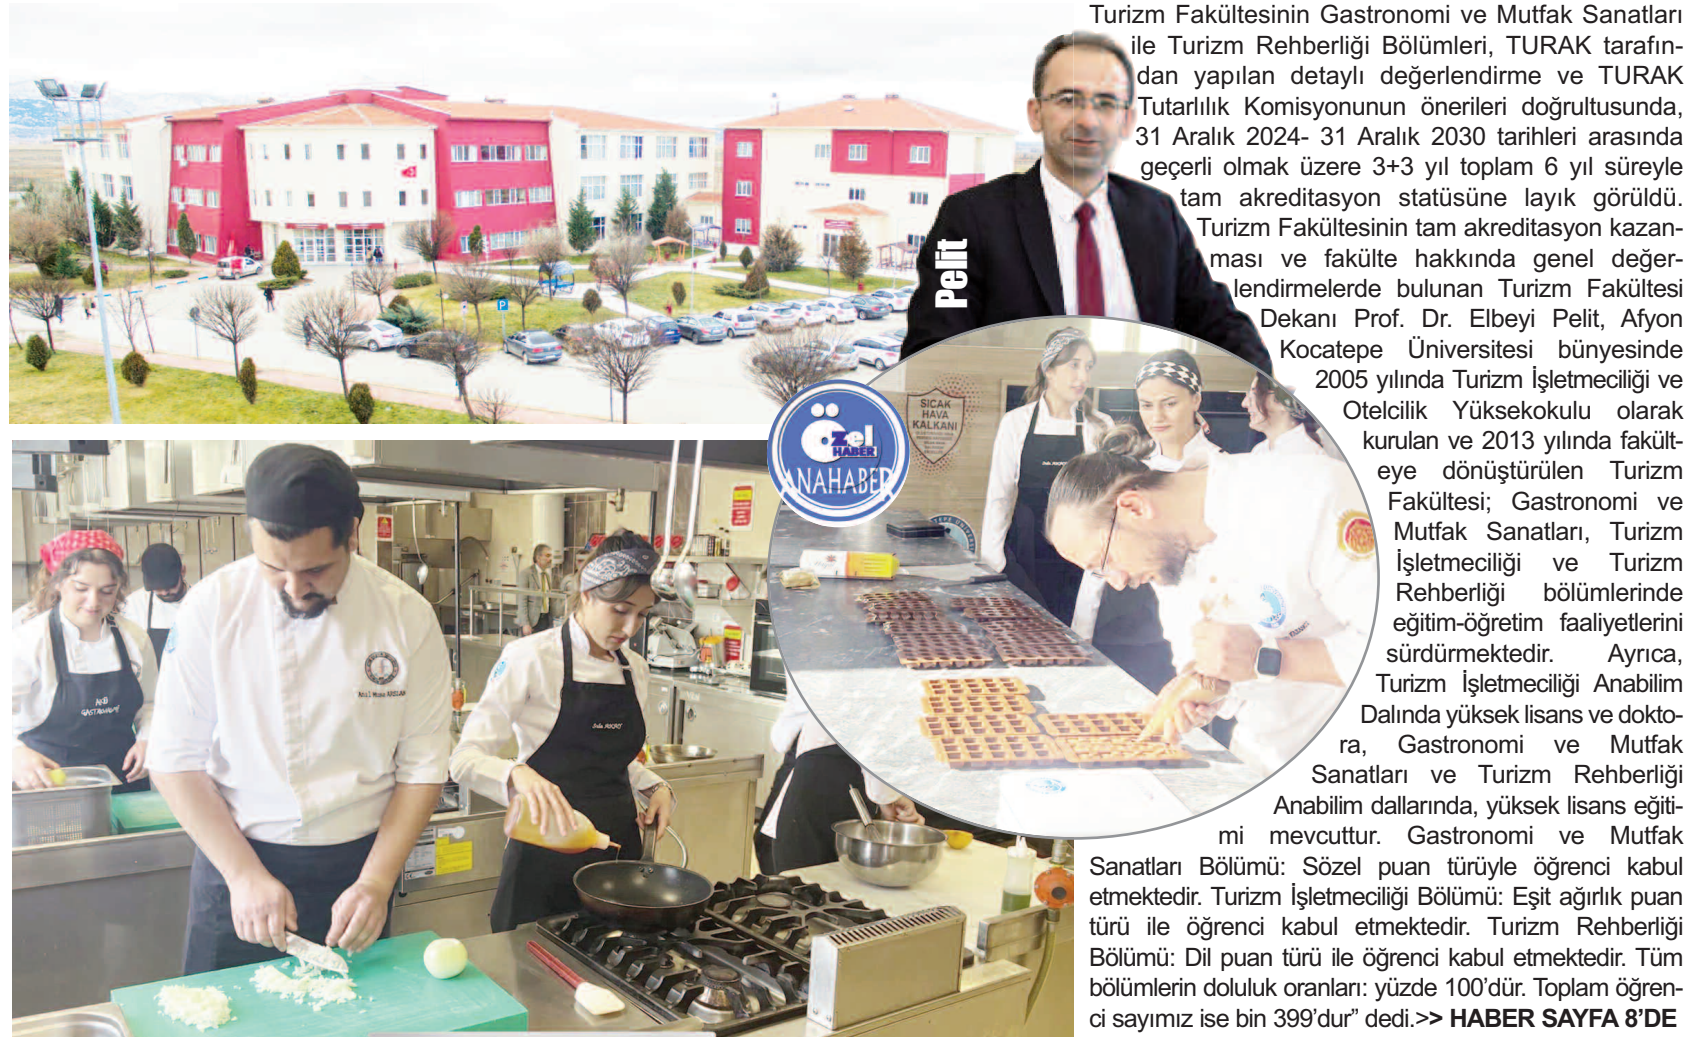 Turizm Fakültesinin Gastronomi ve Mutfak Sanatları
ile Turizm Rehberliği Bölümleri, TURAK tarafın-
dan yapılan detaylı değerlendirme ve TURAK
Tutarlılık Komisyonunun önerileri doğrultusunda,
31 Aralık 2024- 31 Aralık 2030 tarihleri arasında
geçerli olmak üzere 3+3 yıl toplam 6 yıl süreyle
tam akreditasyon statüsüne layık görüldü.
Turizm Fakültesinin tam akreditasyon kazan-
ması ve fakülte hakkında genel değer-
lendirmelerde bulunan Turizm Fakültesi
Dekanı Prof. Dr. Elbeyi Pelit, Afyon
Kocatepe Üniversitesi bünyesinde
2005 yılında Turizm İşletmeciliği ve
Otelcilik Yüksekokulu olarak
kurulan ve 2013 yılında fakült-
eye dönüştürülen Turizm
Fakültesi; Gastronomi ve
Mutfak Sanatları, Turizm
İşletmeciliği ve Turizm
Rehberliği bölümlerinde
eğitim-öğretim faaliyetlerini
sürdürmektedir. Ayrıca,
Turizm İşletmeciliği Anabilim
Dalında yüksek lisans ve dokto-
ra, Gastronomi ve Mutfak
Sanatları ve Turizm Rehberliği
Anabilim dallarında, yüksek lisans eğiti-
mi mevcuttur. Gastronomi ve Mutfak
Sanatları Bölümü: Sözel puan türüyle öğrenci kabul
etmektedir. Turizm İşletmeciliği Bölümü: Eşit ağırlık puan
türü ile öğrenci kabul etmektedir. Turizm Rehberliği
Bölümü: Dil puan türü ile öğrenci kabul etmektedir. Tüm
bölümlerin doluluk oranları: yüzde 100’dür. Toplam öğren-
ci sayımız ise bin 399’dur” dedi.>> HABER SAYFA 8’DE
Pelit
Özel
HABER
ANAHABER
SICAK
HAVA
KALKANI
AKÜ
GASTRONOMİ